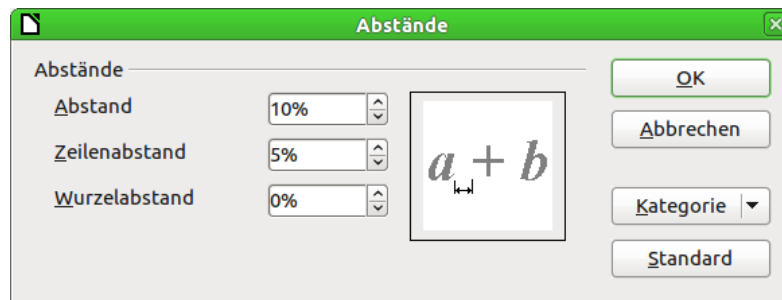 Abstände
Abstände
Abstand 10%
Zeilenabstand 5%
Wurzelabstand 0%
a + b
OK
Abbrechen
Kategorie
Standard